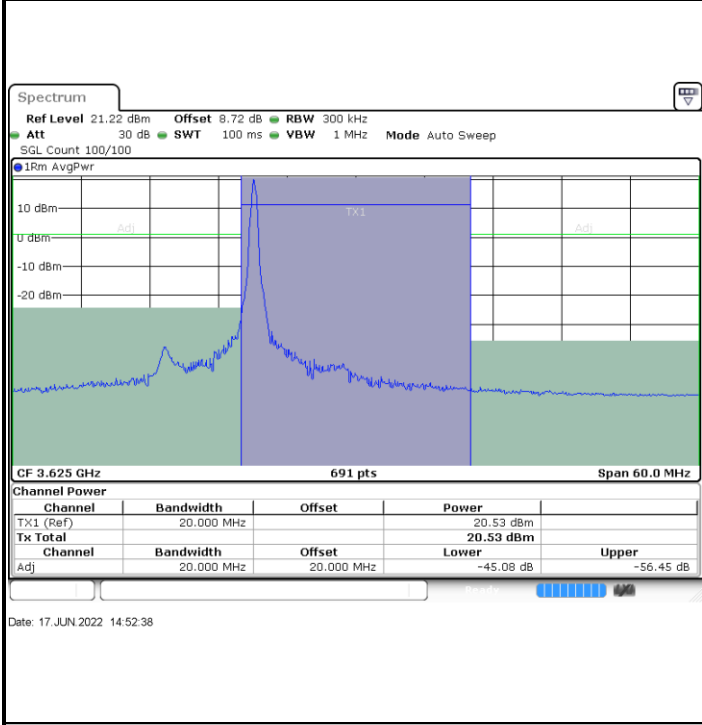 Spectrum
Ref Level 21.22 dBm Offset 8.72 dB RBW 300 kHz
Att 30 dB SWT 100 ms VBW 1 MHz Mode Auto Sweep
SGL Count 100/100
1Rm AvgPwr
10 dBm
TX1
Adj Adj
0 dBm
-10 dBm
-20 dBm
CF 3.625 GHz 691 pts Span 60.0 MHz
Channel Power
Channel Bandwidth Offset Power
TX1 (Ref) 20.000 MHz 20.53 dBm
Tx Total 20.53 dBm
Channel Bandwidth Offset Lower Upper
Adj 20.000 MHz 20.000 MHz -45.08 dB -56.45 dB
Ready
Date: 17.JUN.2022 14:52:38